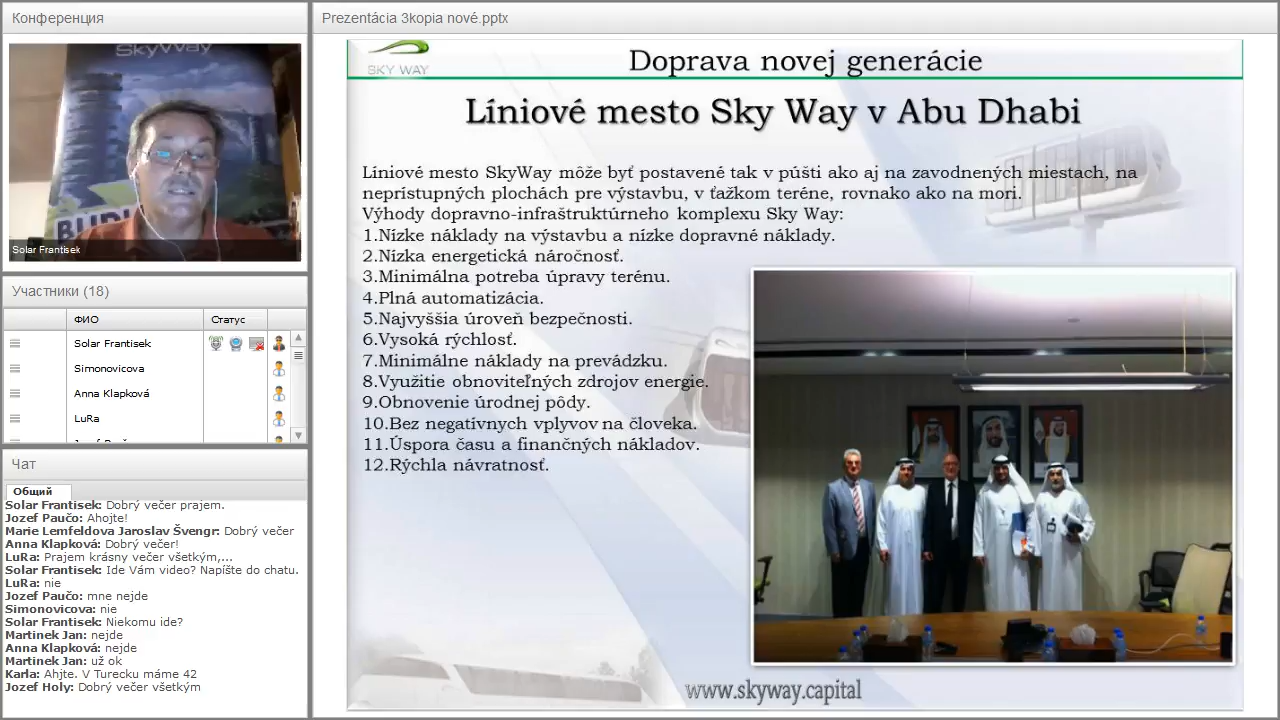 Конференция
SkyWay
BUDU
Solar Frantisek
Участники (18)
ФИО
Статус
Solar Frantisek
Simonovicova
Anna Klapková
LuRa
Чат
Общий
Solar Frantisek: Dobrý večer prajem.
Jozef Paučo: Ahojte!
Marie Lemfeldova Jaroslav Švengr: Dobrý večer
Anna Klapková: Dobrý večer!
LuRa: Prajem krásny večer všetkým,...
Solar Frantisek: Ide Vám video? Napíšte do chatu.
LuRa: nie
Jozef Paučo: mne nejde
Simonovicova: nie
Solar Frantisek: Niekomu ide?
Martinek Jan: nejde
Anna Klapková: nejde
Martinek Jan: už ok
Karla: Ahjte. V Turecku máme 42
Jozef Holy: Dobrý večer všetkým
Prezentácia 3kopia nové.pptx
SKY WAY
Doprava novej generácie
Líniové mesto Sky Way v Abu Dhabi
Líniové mesto SkyWay môže byť postavené tak v púšti ako aj na zavodnených miestach, na
neprístupných plochách pre výstavbu, v ťažkom teréne, rovnako ako na mori.
Výhody dopravno-infraštruktúrneho komplexu Sky Way:
1.Nízke náklady na výstavbu a nízke dopravné náklady.
2.Nízka energetická náročnosť.
3.Minimálna potreba úpravy terénu.
4.Plná automatizácia.
5.Najvyššia úroveň bezpečnosti.
6.Vysoká rýchlosť.
7.Minimálne náklady na prevádzku.
8.Využitie obnoviteľných zdrojov energie.
9.Obnovenie úrodnej pôdy.
10.Bez negatívnych vplyvov na človeka.
11.Úspora času a finančných nákladov.
12.Rýchla návratnosť.
www.skyway.capital